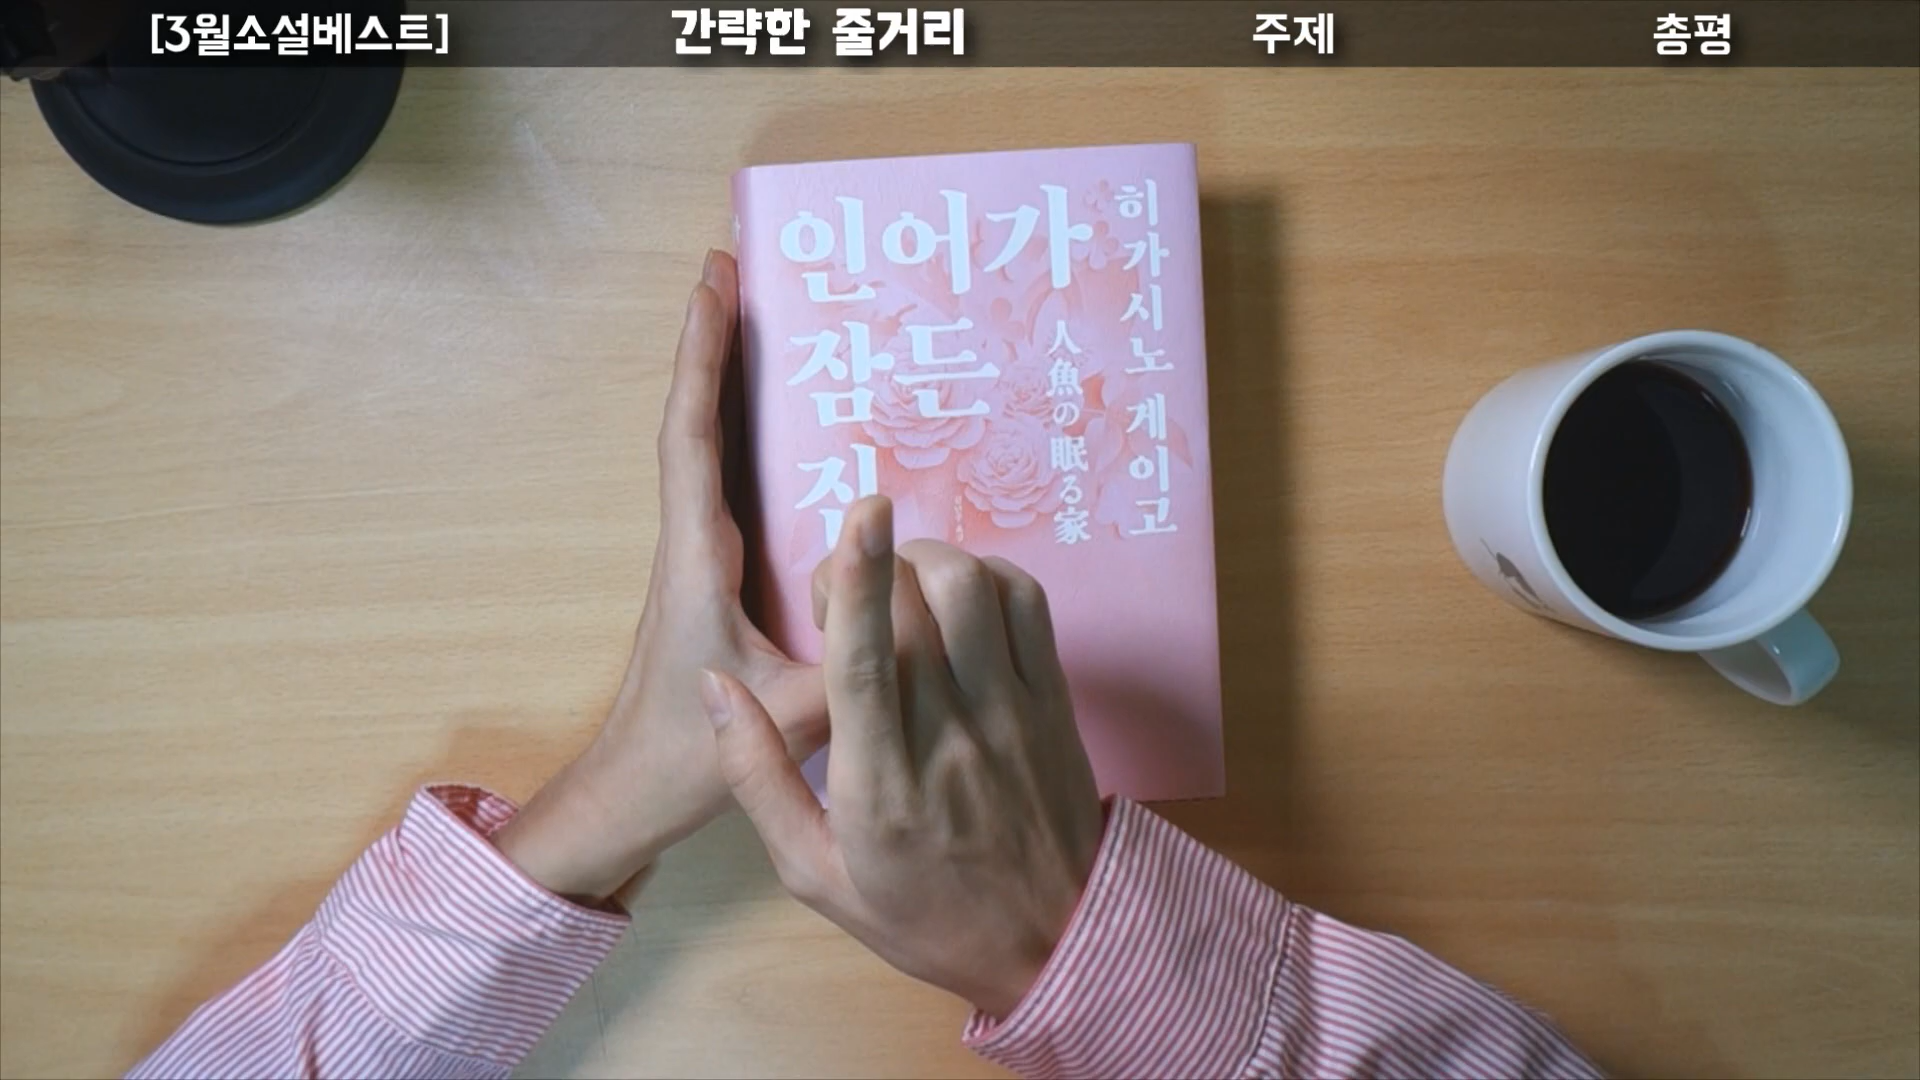 [3월소설베스트]
간략한 줄거리
주제
총평
인어가
잠든
집
히가시노 게이고
人魚の眠る家